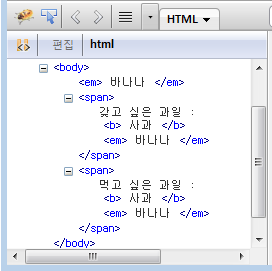 HTML
편집 html
<body>
<em> 바나나 </em>
<span>
갖고 싶은 과일 :
<b> 사과 </b>
<em> 바나나 </em>
</span>
<span>
먹고 싶은 과일 :
<b> 사과 </b>
<em> 바나나 </em>
</span>
</body>